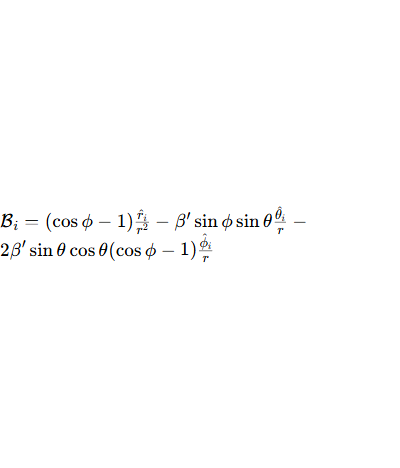 $\mathcal{B}_i = (\cos \phi - 1)\frac{\hat{r}_i}{r^2} - \beta' \sin \phi \sin \theta \frac{\hat{\theta}_i}{r} -$
$2\beta' \sin \theta \cos \theta (\cos \phi - 1)\frac{\hat{\phi}_i}{r}$